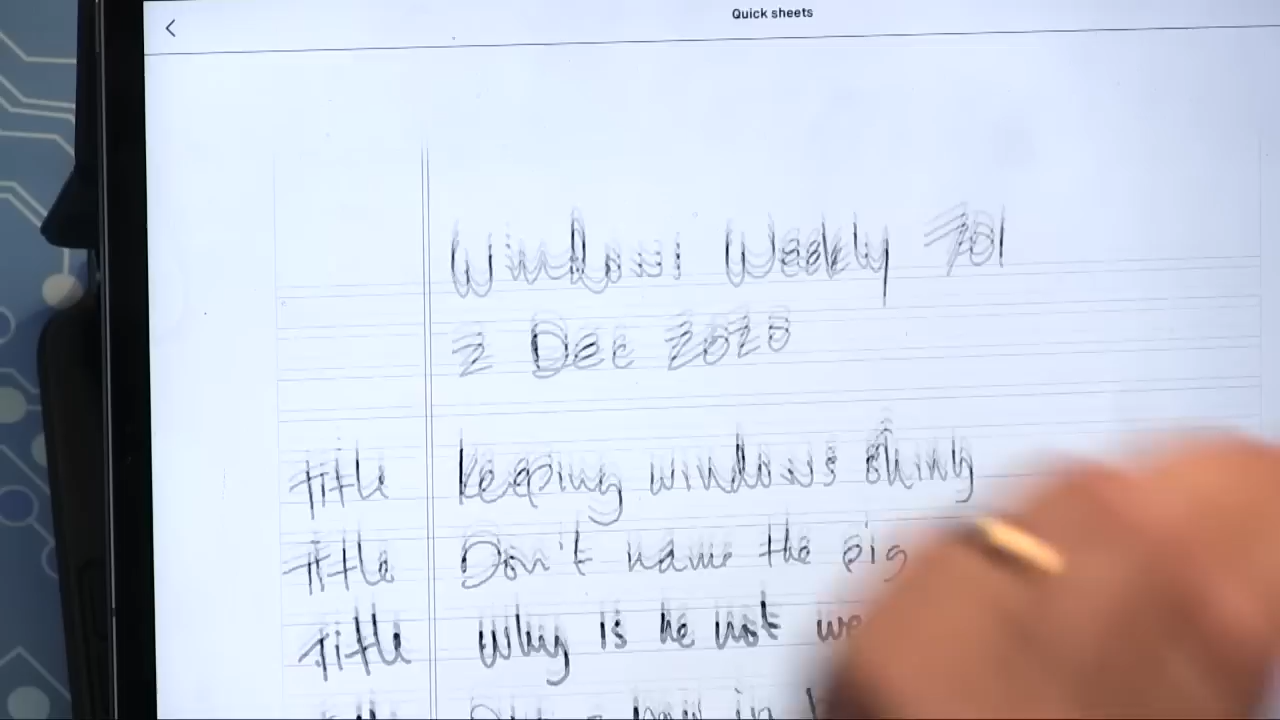 Quick sheets
Windows Weekly 701
2 Dec 2020
Title keeping windows shiny
Title Don't name the pig
Title Why is he not